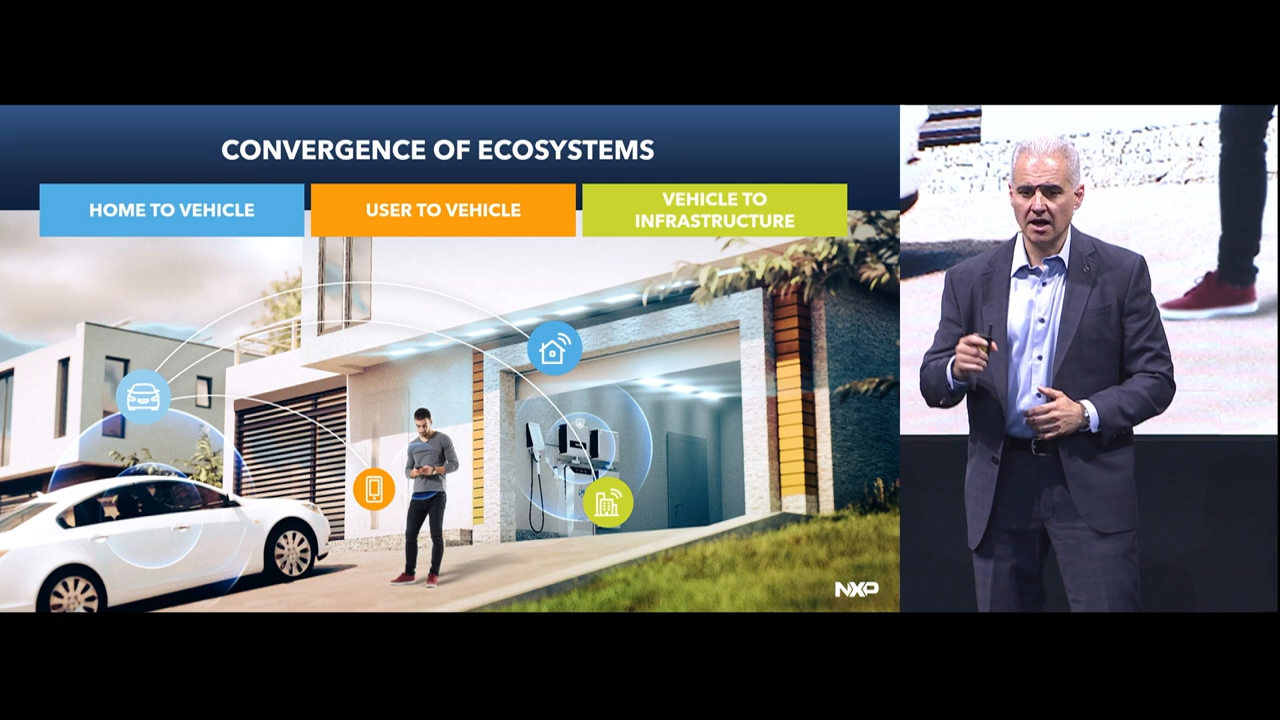 CONVERGENCE OF ECOSYSTEMS
HOME TO VEHICLE
USER TO VEHICLE
VEHICLE TO
INFRASTRUCTURE
NXP